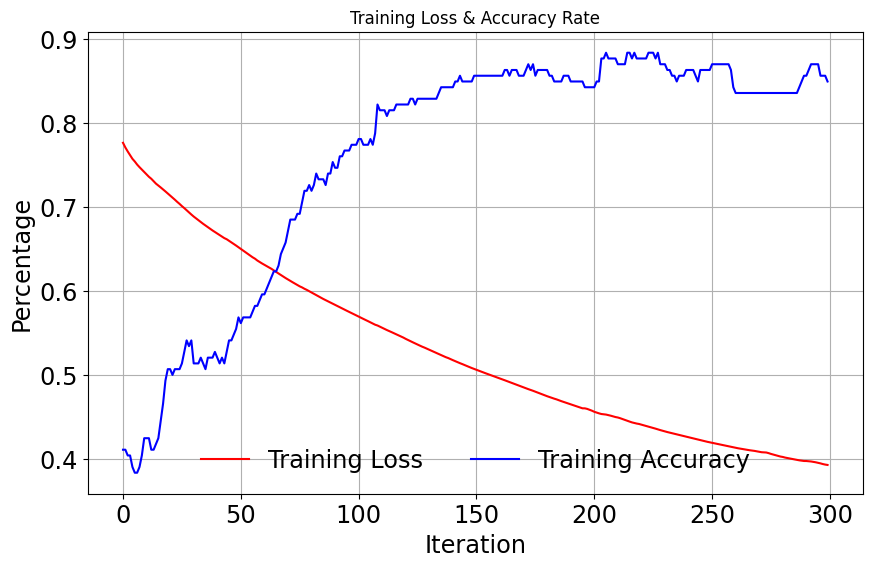 Training Loss & Accuracy Rate
Percentage
0.9
0.8
0.7
0.6
0.5
0.4
Training Loss
Training Accuracy
0 50 100 150 200 250 300
Iteration